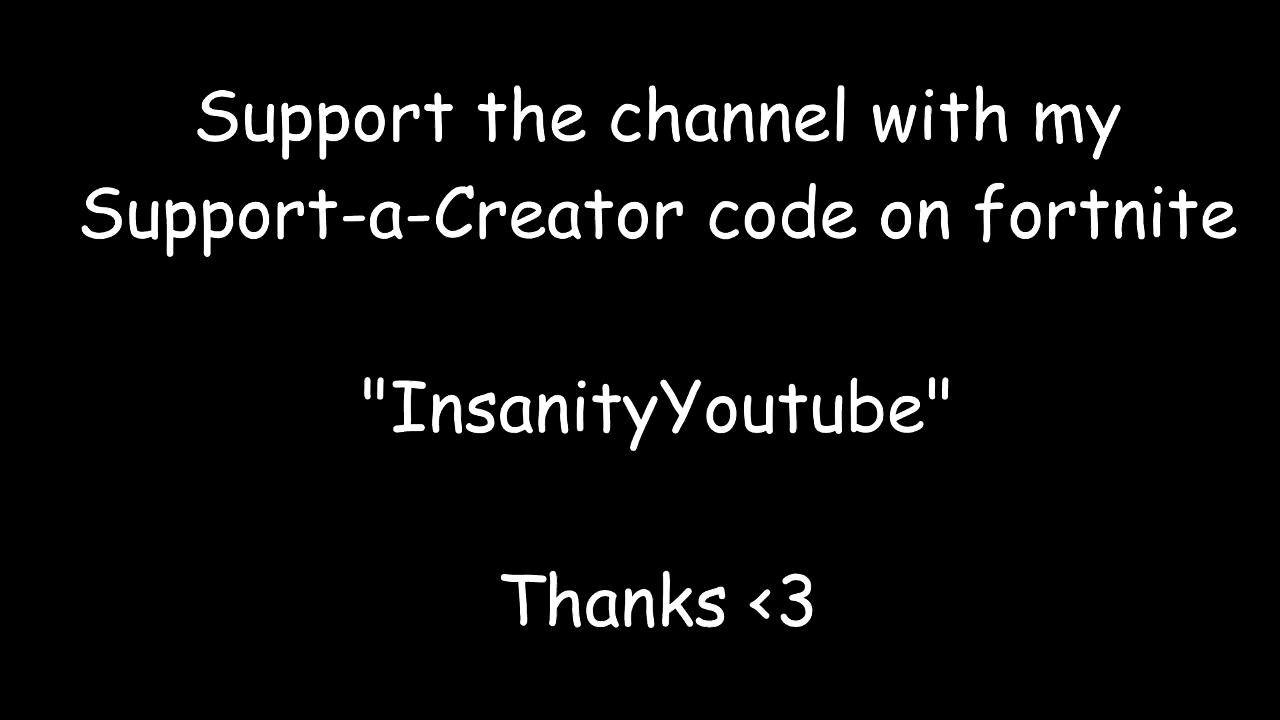 Support the channel with my
Support-a-Creator code on fortnite
"InsanityYoutube"
Thanks <3